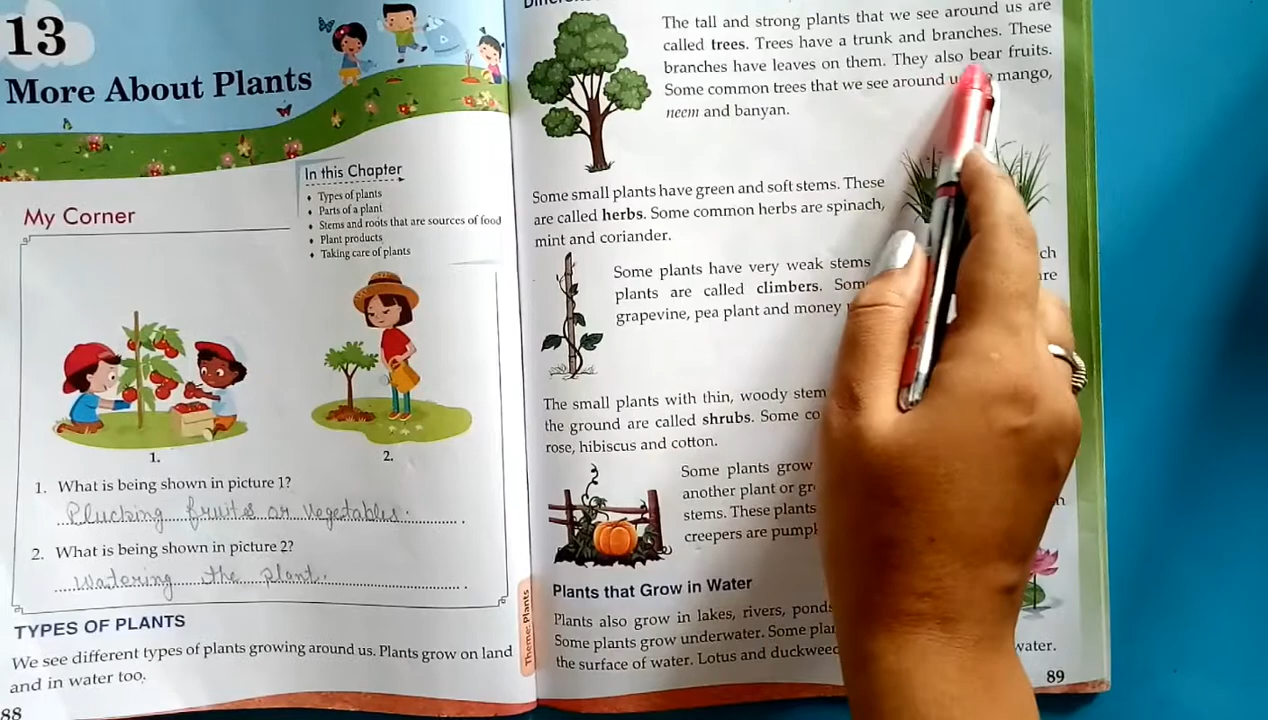 13
More About Plants
In this Chapter
• Types of plants
• Parts of a plant
• Stems and roots that are sources of food
• Plant products
• Taking care of plants
My Corner
1.
2.
1. What is being shown in picture 1?
Plucking fruits or vegetables.
2. What is being shown in picture 2?
Watering the plant.
TYPES OF PLANTS
We see different types of plants growing around us. Plants grow on land
and in water too.
88
The tall and strong plants that we see around us are
called trees. Trees have a trunk and branches. These
branches have leaves on them. They also bear fruits.
Some common trees that we see around mango,
neem and banyan.
Some small plants have green and soft stems. These
are called herbs. Some common herbs are spinach,
mint and coriander.
Some plants have very weak stems
plants are called climbers.
grapevine, pea plant and money
The small plants with thin, woody
the ground are called shrubs. Some
rose, hibiscus and cotton.
Some plants grow
another plant or
stems. These plants
creepers are
Plants that Grow in Water
Plants also grow in lakes, rivers,
Some plants grow underwater. Some
the surface of water. Lotus and water.
Theme: Plants
89